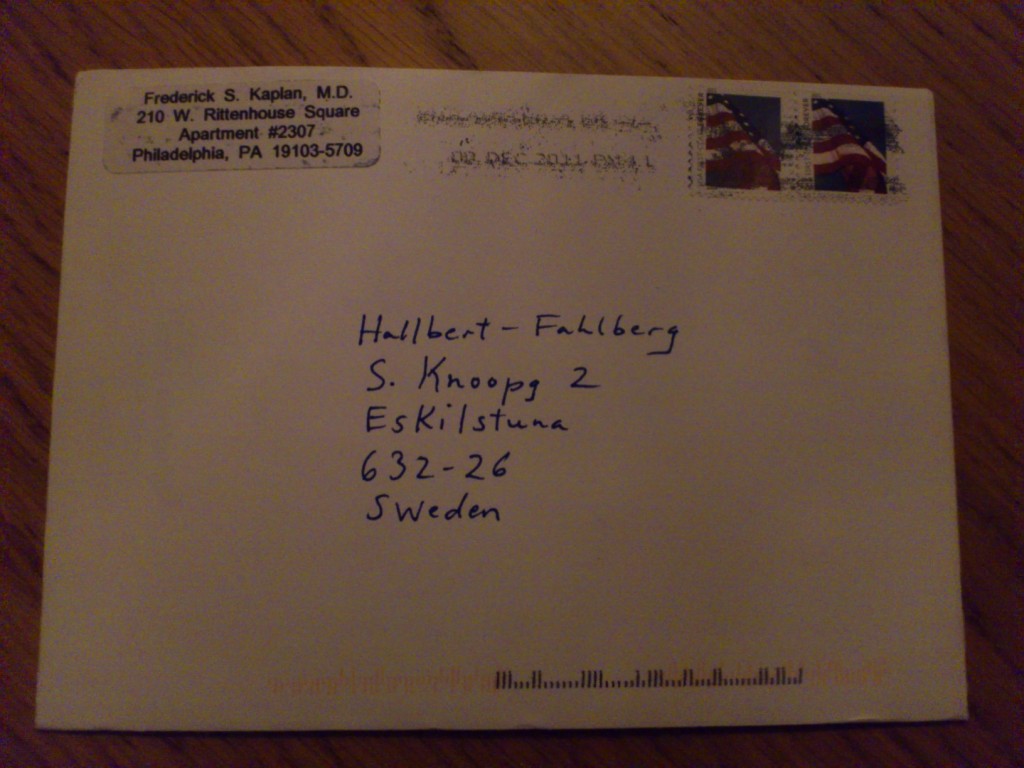 Frederick S. Kaplan, M.D.
210 W. Rittenhouse Square
Apartment #2307
Philadelphia, PA 19103-5709
DEC 2011 PM
Hallbert - Fahlberg
S. Knoopg 2
Eskilstuna
632-26
Sweden